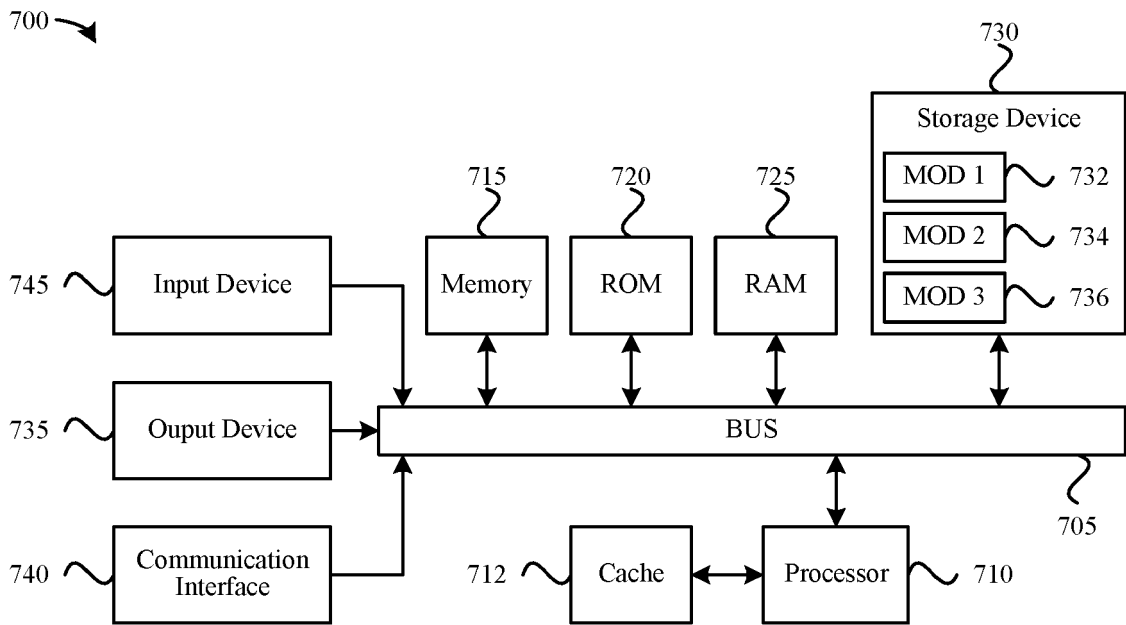 700
730
Storage Device
715
720
725
MOD 1
732
MOD 2
734
745
Input Device
Memory
ROM
RAM
MOD 3
736
735
Ouput Device
BUS
705
740
Communication
Interface
712
Cache
Processor
710